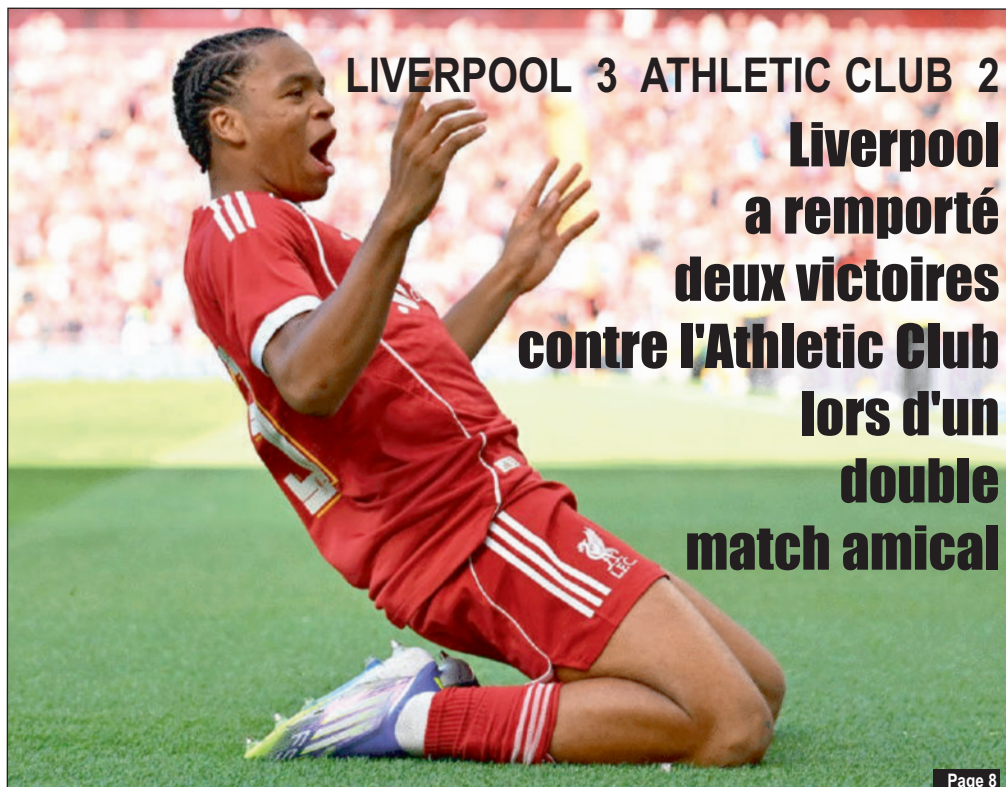 LIVERPOOL 3 ATHLETIC CLUB 2
Liverpool
a remporté
deux victoires
contre l'Athletic Club
lors d'un
double
match amical
L.F.C
Page 8